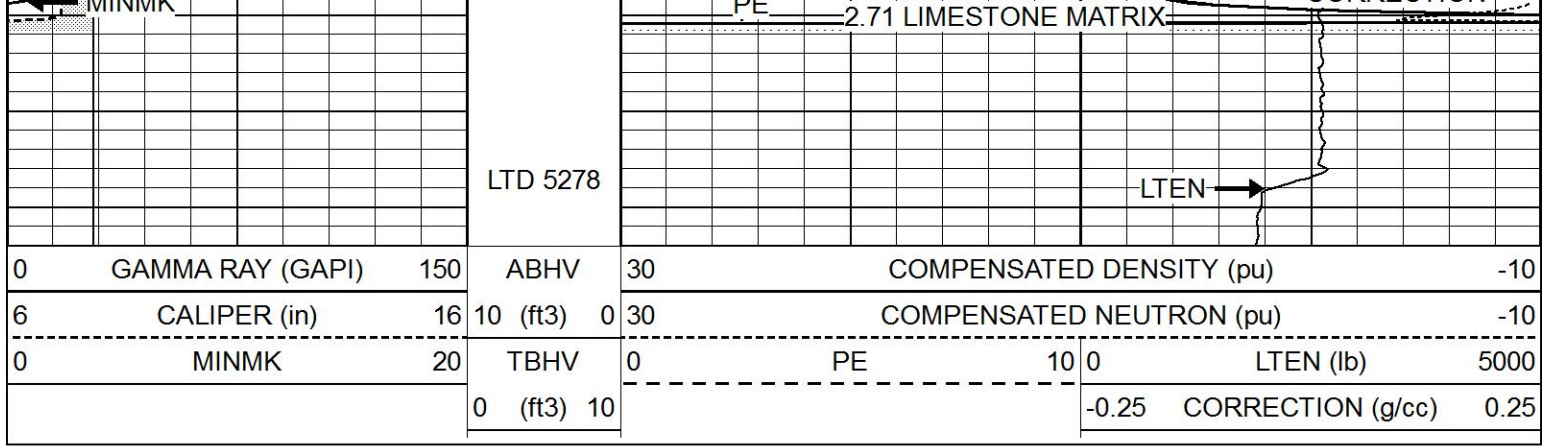 MINMK
PE
CORRECTION
2.71 LIMESTONE MATRIX
LTD 5278
LTEN
0 GAMMA RAY (GAPI) 150 ABHV 30 COMPENSATED DENSITY (pu) -10
6 CALIPER (in) 16 10 (ft3) 0 30 COMPENSATED NEUTRON (pu) -10
0 MINMK 20 TBHV 0 PE 10 0 LTEN (lb) 5000
0 (ft3) 10 -0.25 CORRECTION (g/cc) 0.25